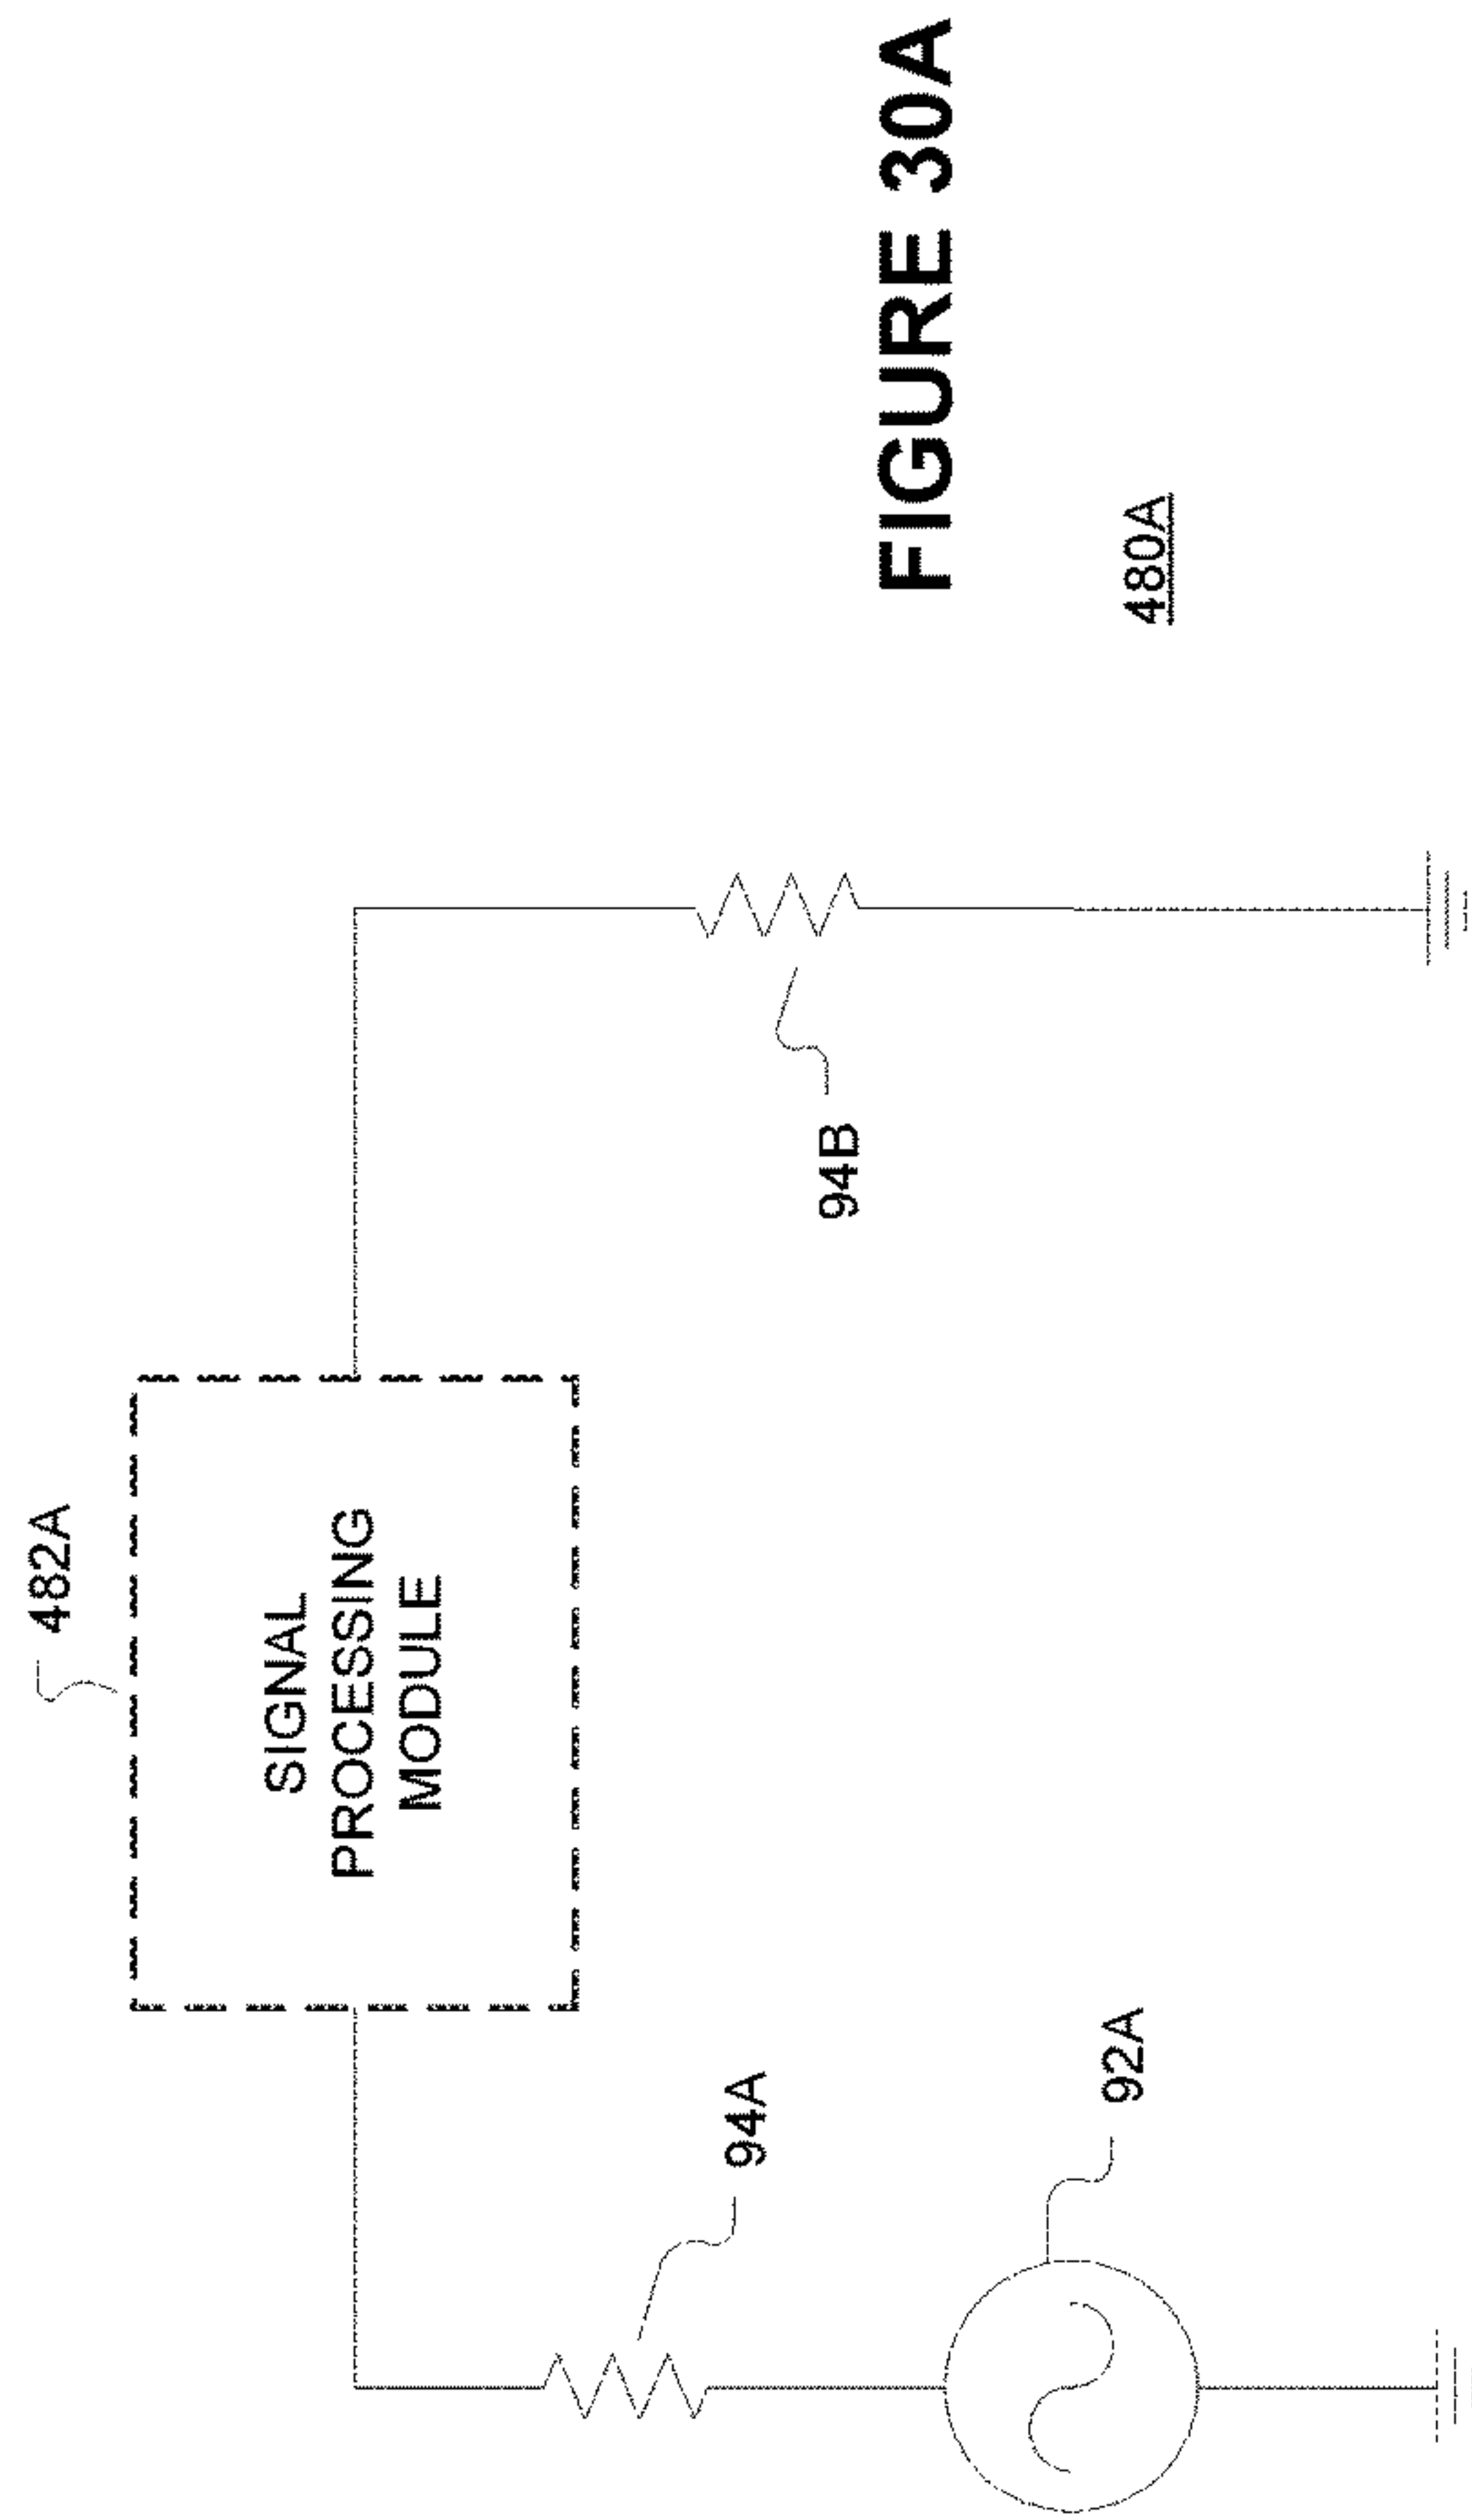 482A
SIGNAL
PROCESSING
MODULE
94A
94B
92A
480A
FIGURE 30A